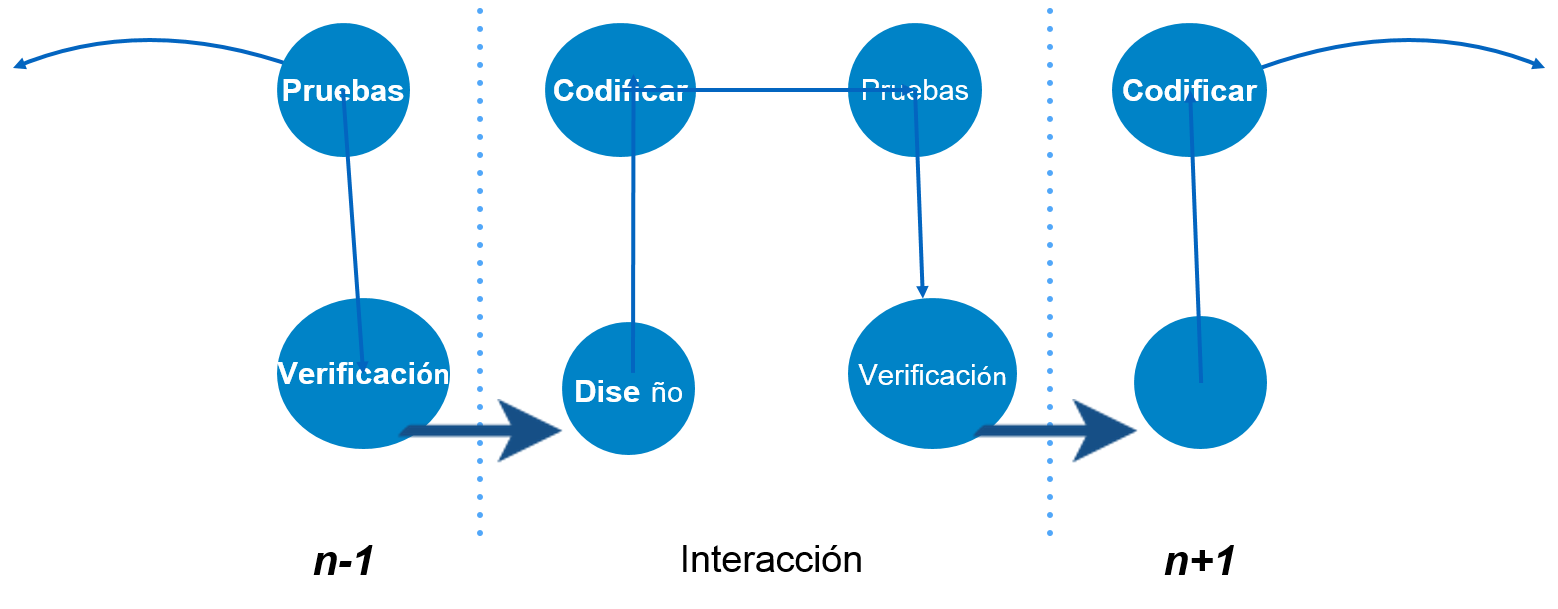 Pruebas
Codificar
Pruebas
Codificar
Verificación
Dise ño
Verificación
n-1
Interacción
n+1